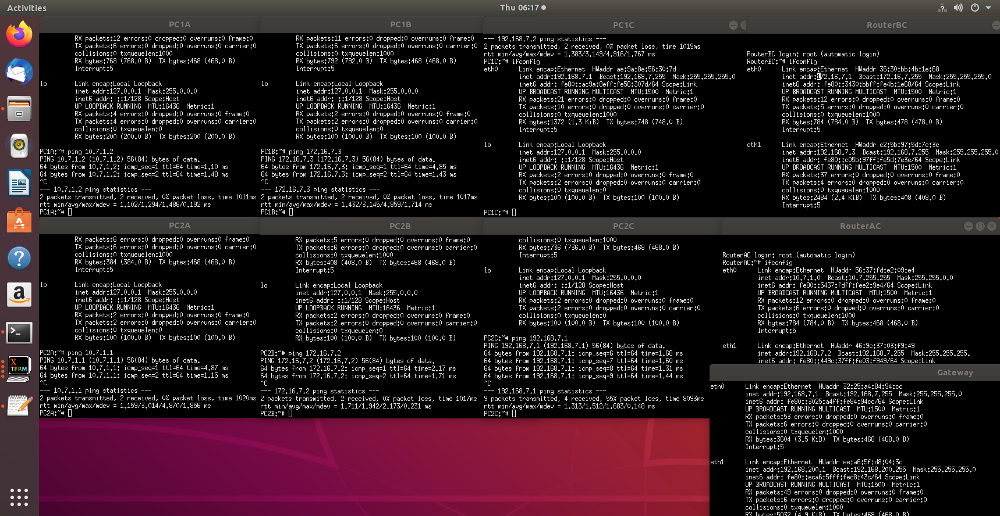 Activities
Thu 06:17
PC1A
RX packets:12 errors:0 dropped:0 overruns:0 frame:0
TX packets:6 errors:0 dropped:0 overruns:0 carrier:0
collisions:0 txqueuelen:1000
RX bytes:768 (768.0 B)  TX bytes:468 (468.0 B)
Interrupt:5
lo        Link encap:Local Loopback
inet addr:127.0.0.1  Mask:255.0.0.0
inet6 addr: ::1/128 Scope:Host
UP LOOPBACK RUNNING  MTU:16436  Metric:1
RX packets:4 errors:0 dropped:0 overruns:0 frame:0
TX packets:4 errors:0 dropped:0 overruns:0 carrier:0
collisions:0 txqueuelen:0
RX bytes:200 (200.0 B)  TX bytes:200 (200.0 B)
PC1A:~# ping 10.7.1.2
PING 10.7.1.2 (10.7.1.2) 56(84) bytes of data.
64 bytes from 10.7.1.2: icmp_seq=1 ttl=64 time=1.10 ms
64 bytes from 10.7.1.2: icmp_seq=2 ttl=64 time=1.48 ms
^C
--- 10.7.1.2 ping statistics ---
2 packets transmitted, 2 received, 0% packet loss, time 1011ms
rtt min/avg/max/mdev = 1.102/1.294/1.486/0.192 ms
PC1A:~#
PC1B
RX packets:11 errors:0 dropped:0 overruns:0 frame:0
TX packets:6 errors:0 dropped:0 overruns:0 carrier:0
collisions:0 txqueuelen:1000
RX bytes:792 (792.0 B)  TX bytes:468 (468.0 B)
Interrupt:5
lo        Link encap:Local Loopback
inet addr:127.0.0.1  Mask:255.0.0.0
inet6 addr: ::1/128 Scope:Host
UP LOOPBACK RUNNING  MTU:16436  Metric:1
RX packets:2 errors:0 dropped:0 overruns:0 frame:0
TX packets:2 errors:0 dropped:0 overruns:0 carrier:0
collisions:0 txqueuelen:0
RX bytes:100 (100.0 B)  TX bytes:100 (100.0 B)
PC1B:~# ping 172.16.7.3
PING 172.16.7.3 (172.16.7.3) 56(84) bytes of data.
64 bytes from 172.16.7.3: icmp_seq=1 ttl=64 time=4.85 ms
64 bytes from 172.16.7.3: icmp_seq=2 ttl=64 time=1.43 ms
^C
--- 172.16.7.3 ping statistics ---
2 packets transmitted, 2 received, 0% packet loss, time 1017ms
rtt min/avg/max/mdev = 1.432/3.145/4.859/1.714 ms
PC1B:~#
PC1C
--- 192.168.7.2 ping statistics ---
2 packets transmitted, 2 received, 0% packet loss, time 1019ms
rtt min/avg/max/mdev = 1.383/3.149/4.916/1.767 ms
PC1C:~# ifconfig
eth0      Link encap:Ethernet  HWaddr ae:9a:8e:56:30:7d
inet addr:192.168.7.1  Bcast:192.168.7.255  Mask:255.255.255.0
inet6 addr: fe80::ac9a:8eff:fe56:307d/64 Scope:Link
UP BROADCAST RUNNING MULTICAST  MTU:1500  Metric:1
RX packets:21 errors:0 dropped:0 overruns:0 frame:0
TX packets:10 errors:0 dropped:0 overruns:0 carrier:0
collisions:0 txqueuelen:1000
RX bytes:1372 (1.3 KiB)  TX bytes:748 (748.0 B)
Interrupt:5
lo        Link encap:Local Loopback
inet addr:127.0.0.1  Mask:255.0.0.0
inet6 addr: ::1/128 Scope:Host
UP LOOPBACK RUNNING  MTU:16436  Metric:1
RX packets:2 errors:0 dropped:0 overruns:0 frame:0
TX packets:2 errors:0 dropped:0 overruns:0 carrier:0
collisions:0 txqueuelen:0
RX bytes:100 (100.0 B)  TX bytes:100 (100.0 B)
PC1C:~#
RouterBC
RouterBC login: root (automatic login)
RouterBC:~# ifconfig
eth0      Link encap:Ethernet  HWaddr 36:30:bb:4b:1e:68
inet addr:172.16.7.1  Bcast:172.16.7.255  Mask:255.255.255.0
inet6 addr: fe80::3430:bbff:fe4b:1e68/64 Scope:Link
UP BROADCAST RUNNING MULTICAST  MTU:1500  Metric:1
RX packets:12 errors:0 dropped:0 overruns:0 frame:0
TX packets:5 errors:0 dropped:0 overruns:0 carrier:0
collisions:0 txqueuelen:1000
RX bytes:784 (784.0 B)  TX bytes:478 (478.0 B)
Interrupt:5
eth1      Link encap:Ethernet  HWaddr c2:5b:97:5d:7e:3e
inet addr:192.168.7.3  Bcast:192.168.7.255  Mask:255.255.255.0
inet6 addr: fe80::c05b:97ff:fe5d:7e3e/64 Scope:Link
UP BROADCAST RUNNING MULTICAST  MTU:1500  Metric:1
RX packets:37 errors:0 dropped:0 overruns:0 frame:0
TX packets:4 errors:0 dropped:0 overruns:0 carrier:0
collisions:0 txqueuelen:1000
RX bytes:2484 (2.4 KiB)  TX bytes:408 (408.0 B)
Interrupt:5
PC2A
RX packets:6 errors:0 dropped:0 overruns:0 frame:0
TX packets:6 errors:0 dropped:0 overruns:0 carrier:0
collisions:0 txqueuelen:1000
RX bytes:384 (384.0 B)  TX bytes:468 (468.0 B)
Interrupt:5
lo        Link encap:Local Loopback
inet addr:127.0.0.1  Mask:255.0.0.0
inet6 addr: ::1/128 Scope:Host
UP LOOPBACK RUNNING  MTU:16436  Metric:1
RX packets:2 errors:0 dropped:0 overruns:0 frame:0
TX packets:2 errors:0 dropped:0 overruns:0 carrier:0
collisions:0 txqueuelen:0
RX bytes:100 (100.0 B)  TX bytes:100 (100.0 B)
PC2A:~# ping 10.7.1.1
PING 10.7.1.1 (10.7.1.1) 56(84) bytes of data.
64 bytes from 10.7.1.1: icmp_seq=1 ttl=64 time=4.87 ms
64 bytes from 10.7.1.1: icmp_seq=2 ttl=64 time=1.15 ms
^C
--- 10.7.1.1 ping statistics ---
2 packets transmitted, 2 received, 0% packet loss, time 1020ms
rtt min/avg/max/mdev = 1.159/3.014/4.870/1.856 ms
PC2A:~#
PC2B
RX packets:5 errors:0 dropped:0 overruns:0 frame:0
TX packets:6 errors:0 dropped:0 overruns:0 carrier:0
collisions:0 txqueuelen:1000
RX bytes:408 (408.0 B)  TX bytes:468 (468.0 B)
Interrupt:5
lo        Link encap:Local Loopback
inet addr:127.0.0.1  Mask:255.0.0.0
inet6 addr: ::1/128 Scope:Host
UP LOOPBACK RUNNING  MTU:16436  Metric:1
RX packets:2 errors:0 dropped:0 overruns:0 frame:0
TX packets:2 errors:0 dropped:0 overruns:0 carrier:0
collisions:0 txqueuelen:0
RX bytes:100 (100.0 B)  TX bytes:100 (100.0 B)
PC2B:~# ping 172.16.7.2
PING 172.16.7.2 (172.16.7.2) 56(84) bytes of data.
64 bytes from 172.16.7.2: icmp_seq=1 ttl=64 time=2.17 ms
64 bytes from 172.16.7.2: icmp_seq=2 ttl=64 time=1.71 ms
^C
--- 172.16.7.2 ping statistics ---
2 packets transmitted, 2 received, 0% packet loss, time 1017ms
rtt min/avg/max/mdev = 1.711/1.942/2.173/0.231 ms
PC2B:~#
PC2C
collisions:0 txqueuelen:1000
RX bytes:736 (736.0 B)  TX bytes:468 (468.0 B)
Interrupt:5
lo        Link encap:Local Loopback
inet addr:127.0.0.1  Mask:255.0.0.0
inet6 addr: ::1/128 Scope:Host
UP LOOPBACK RUNNING  MTU:16436  Metric:1
RX packets:2 errors:0 dropped:0 overruns:0 frame:0
TX packets:2 errors:0 dropped:0 overruns:0 carrier:0
collisions:0 txqueuelen:0
RX bytes:100 (100.0 B)  TX bytes:100 (100.0 B)
PC2C:~# ping 192.168.7.1
PING 192.168.7.1 (192.168.7.1) 56(84) bytes of data.
64 bytes from 192.168.7.1: icmp_seq=6 ttl=64 time=1.68 ms
64 bytes from 192.168.7.1: icmp_seq=7 ttl=64 time=1.60 ms
64 bytes from 192.168.7.1: icmp_seq=8 ttl=64 time=1.31 ms
64 bytes from 192.168.7.1: icmp_seq=9 ttl=64 time=1.44 ms
^C
--- 192.168.7.1 ping statistics ---
9 packets transmitted, 4 received, 55% packet loss, time 8093ms
rtt min/avg/max/mdev = 1.313/1.512/1.683/0.148 ms
PC2C:~#
RouterAC
RouterAC login: root (automatic login)
RouterAC:~# ifconfig
eth0      Link encap:Ethernet  HWaddr 56:37:fd:e2:09:e4
inet addr:10.7.1.0  Bcast:10.7.255.255  Mask:255.255.0.0
inet6 addr: fe80::5437:fdff:fee2:9e4/64 Scope:Link
UP BROADCAST RUNNING MULTICAST  MTU:1500  Metric:1
RX packets:12 errors:0 dropped:0 overruns:0 frame:0
TX packets:6 errors:0 dropped:0 overruns:0 carrier:0
collisions:0 txqueuelen:1000
RX bytes:784 (784.0 B)  TX bytes:468 (468.0 B)
Interrupt:5
eth1      Link encap:Ethernet  HWaddr 46:9c:37:03:f9:49
inet addr:192.168.7.2  Bcast:192.168.7.255  Mask:255.255.255.
inet6 addr: fe80::449c:37ff:fe03:f949/64 Scope:Link
Gateway
eth0      Link encap:Ethernet  HWaddr 32:25:a4:84:94:cc
inet addr:192.168.7.1  Bcast:192.168.7.255  Mask:255.255.255.0
inet6 addr: fe80::3025:a4ff:fe84:94cc/64 Scope:Link
UP BROADCAST RUNNING MULTICAST  MTU:1500  Metric:1
RX packets:53 errors:0 dropped:0 overruns:0 frame:0
TX packets:6 errors:0 dropped:0 overruns:0 carrier:0
collisions:0 txqueuelen:1000
RX bytes:3604 (3.5 KiB)  TX bytes:468 (468.0 B)
Interrupt:5
eth1      Link encap:Ethernet  HWaddr ee:a6:5f:d8:04:3c
inet addr:192.168.200.1  Bcast:192.168.200.255  Mask:255.255.255.0
inet6 addr: fe80::eca6:5fff:fed8:43c/64 Scope:Link
UP BROADCAST RUNNING MULTICAST  MTU:1500  Metric:1
RX packets:49 errors:0 dropped:0 overruns:0 frame:0
TX packets:6 errors:0 dropped:0 overruns:0 carrier:0
collisions:0 txqueuelen:1000
RX bytes:5032 (4.9 KiB)  TX bytes:468 (468.0 B)
X TERM